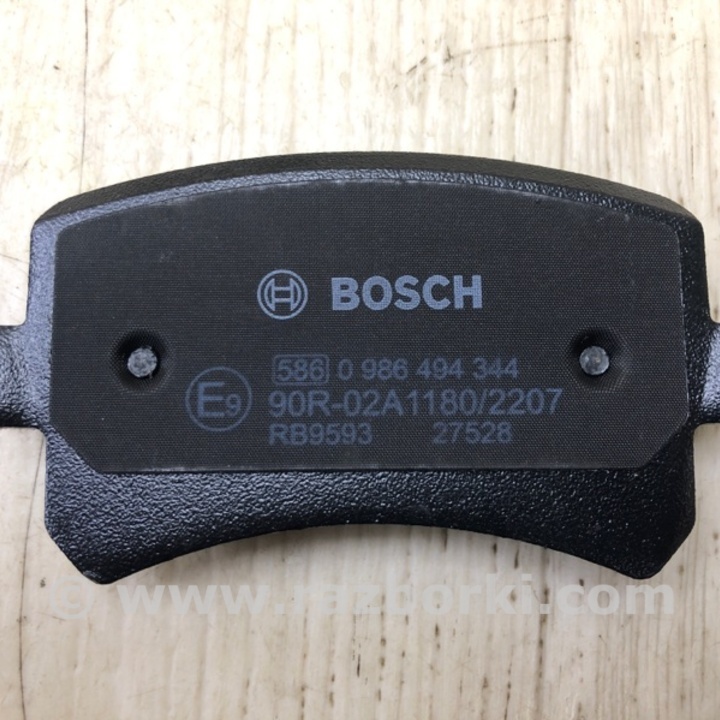 BOSCH
586 0 986 494 344
E9 90R-02A1180/2207
RB9593 27528
© www.razborki.com